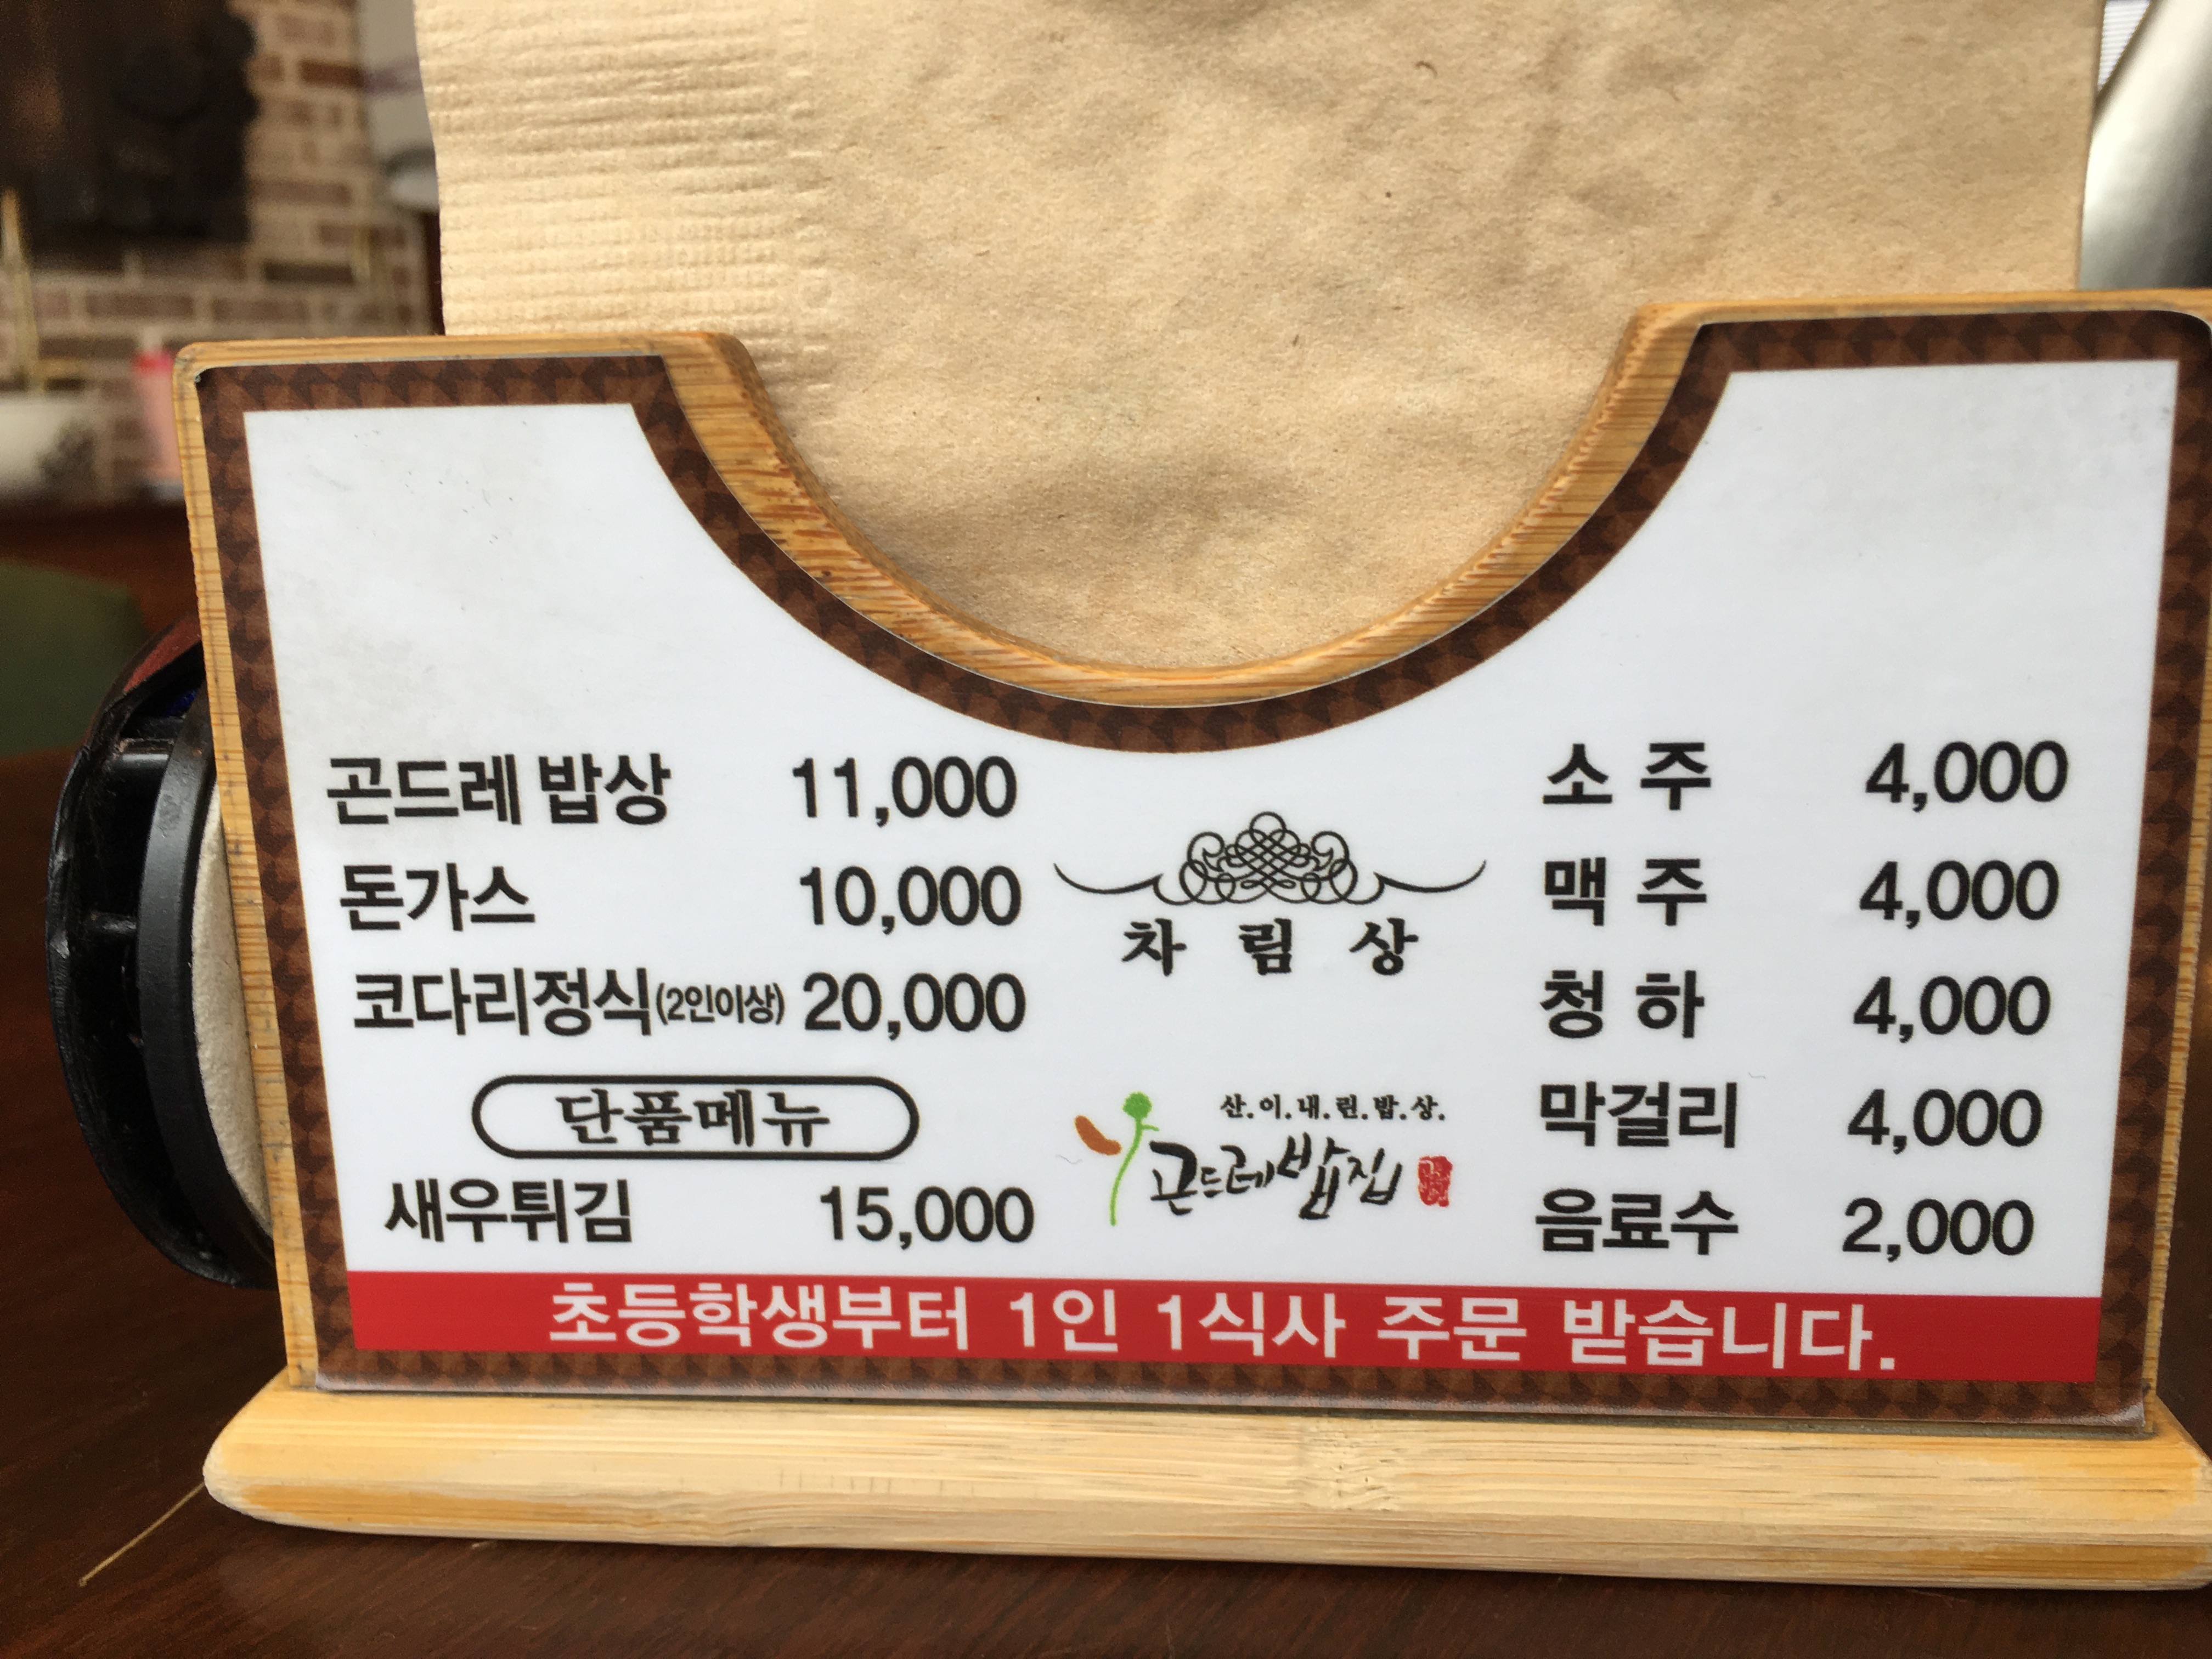 곤드레 밥상 11,000
돈가스 10,000
코다리정식(2인이상) 20,000
단품메뉴
새우튀김 15,000
차 림 상
산.이.내.린.밥.상.
곤드레밥집
소 주 4,000
맥 주 4,000
청 하 4,000
막걸리 4,000
음료수 2,000
초등학생부터 1인 1식사 주문 받습니다.